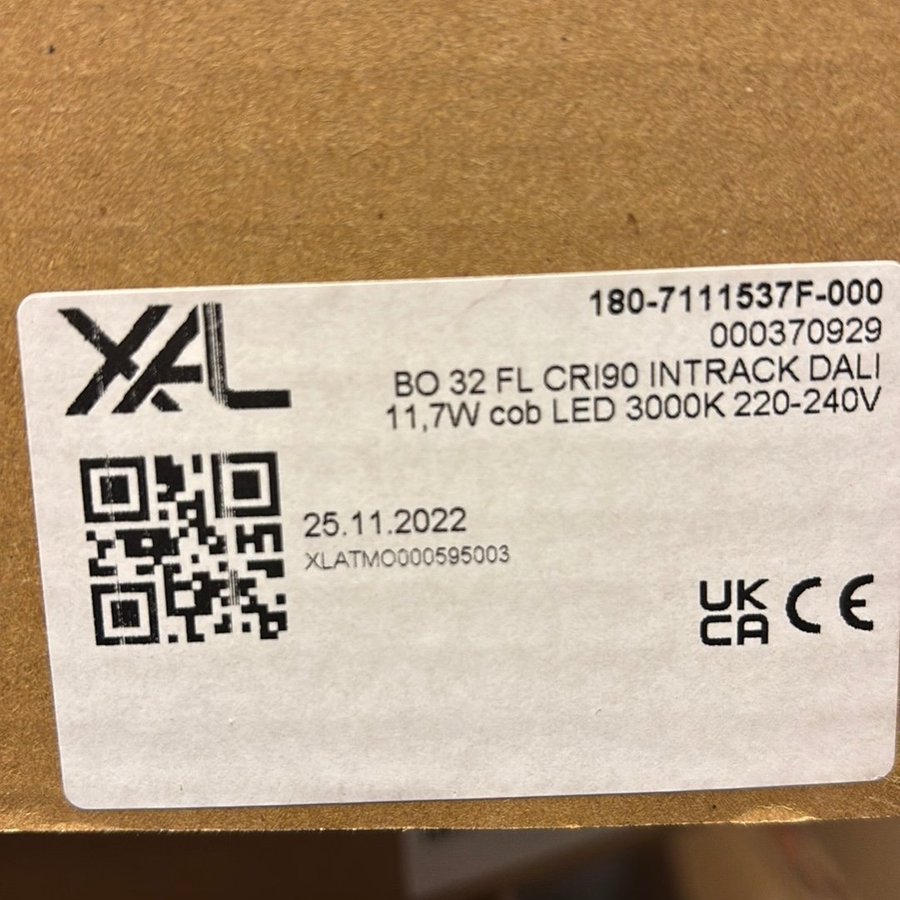 XAL
180-7111537F-000
000370929
BO 32 FL CRI90 INTRACK DALI
11,7W cob LED 3000K 220-240V
25.11.2022
XLATMO000595003
UK
CA CE